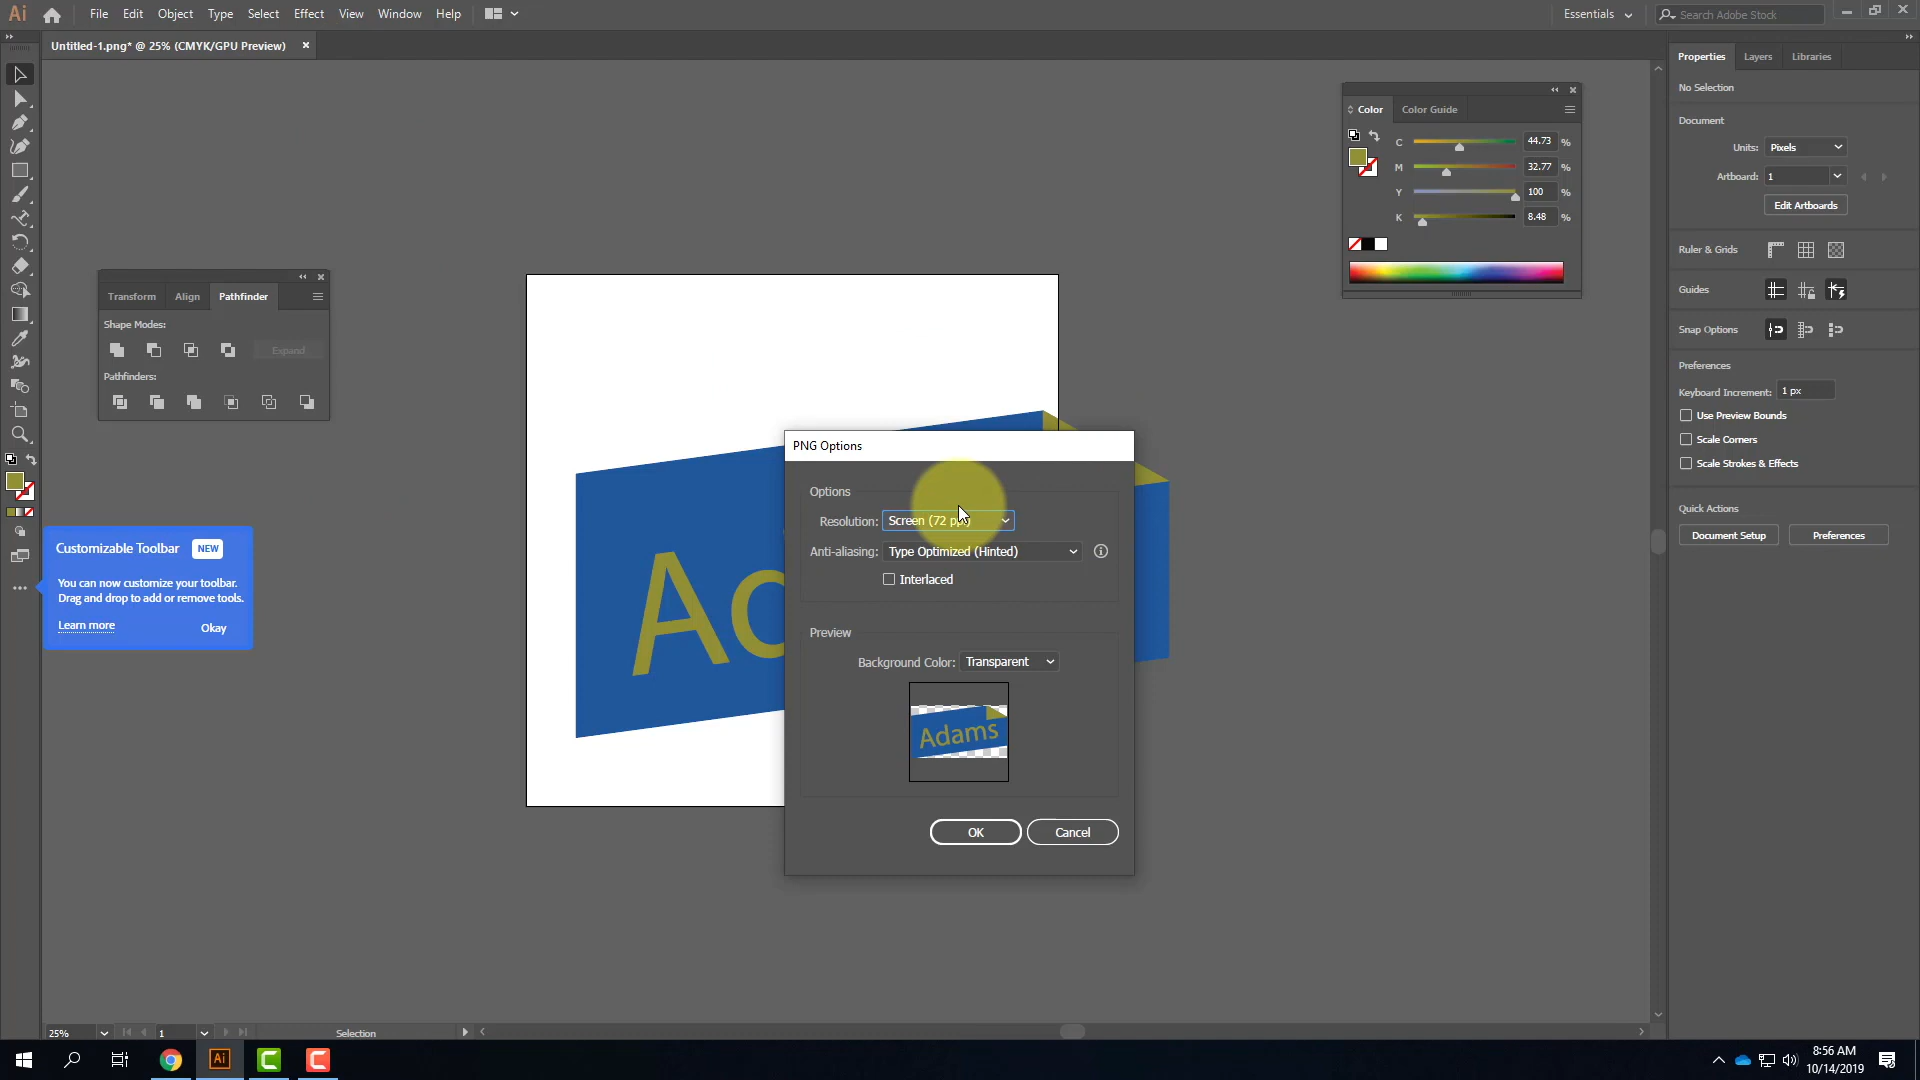 Ai File Edit Object Type Select Effect View Window Help Essentials Search Adobe Stock
Untitled-1.png* @ 25% (CMYK/GPU Preview)
Properties Layers Libraries
No Selection
Document
Units: Pixels
Artboard: 1
Edit Artboards
Ruler & Grids
Guides
Snap Options
Preferences
Keyboard Increment: 1 px
Use Preview Bounds
Scale Corners
Scale Strokes & Effects
Quick Actions
Document Setup Preferences
Color Color Guide
C 44.73 %
M 32.77 %
Y 100 %
K 8.48 %
Transform Align Pathfinder
Shape Modes:
Expand
Pathfinders:
Customizable Toolbar NEW
You can now customize your toolbar.
Drag and drop to add or remove tools.
Learn more Okay
PNG Options
Options
Resolution: Screen (72 ppi)
Anti-aliasing: Type Optimized (Hinted)
Interlaced
Preview
Background Color: Transparent
Adams
OK Cancel
25% 1 Selection
Ai
8:56 AM
10/14/2019